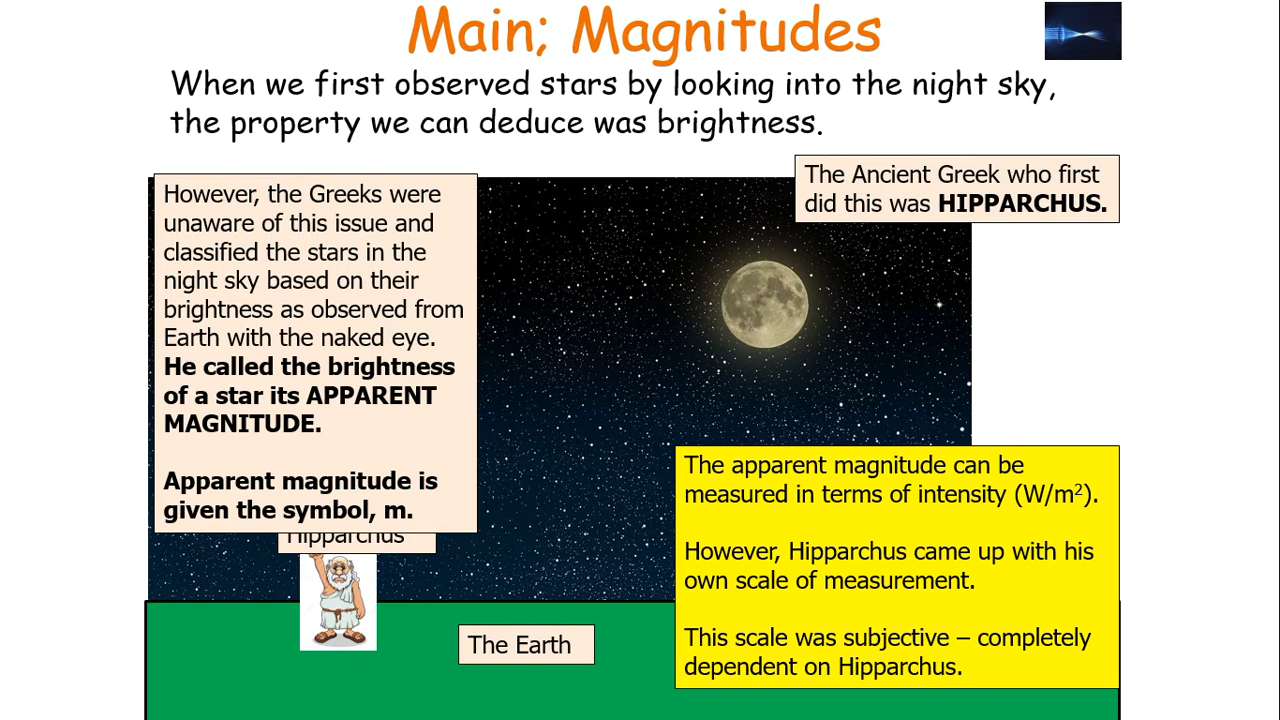 Main; Magnitudes
When we first observed stars by looking into the night sky,
the property we can deduce was brightness.
The Ancient Greek who first
did this was HIPPARCHUS.
However, the Greeks were
unaware of this issue and
classified the stars in the
night sky based on their
brightness as observed from
Earth with the naked eye.
He called the brightness
of a star its APPARENT
MAGNITUDE.
Apparent magnitude is
given the symbol, m.
Hipparchus
The Earth
The apparent magnitude can be
measured in terms of intensity (W/m²).
However, Hipparchus came up with his
own scale of measurement.
This scale was subjective – completely
dependent on Hipparchus.